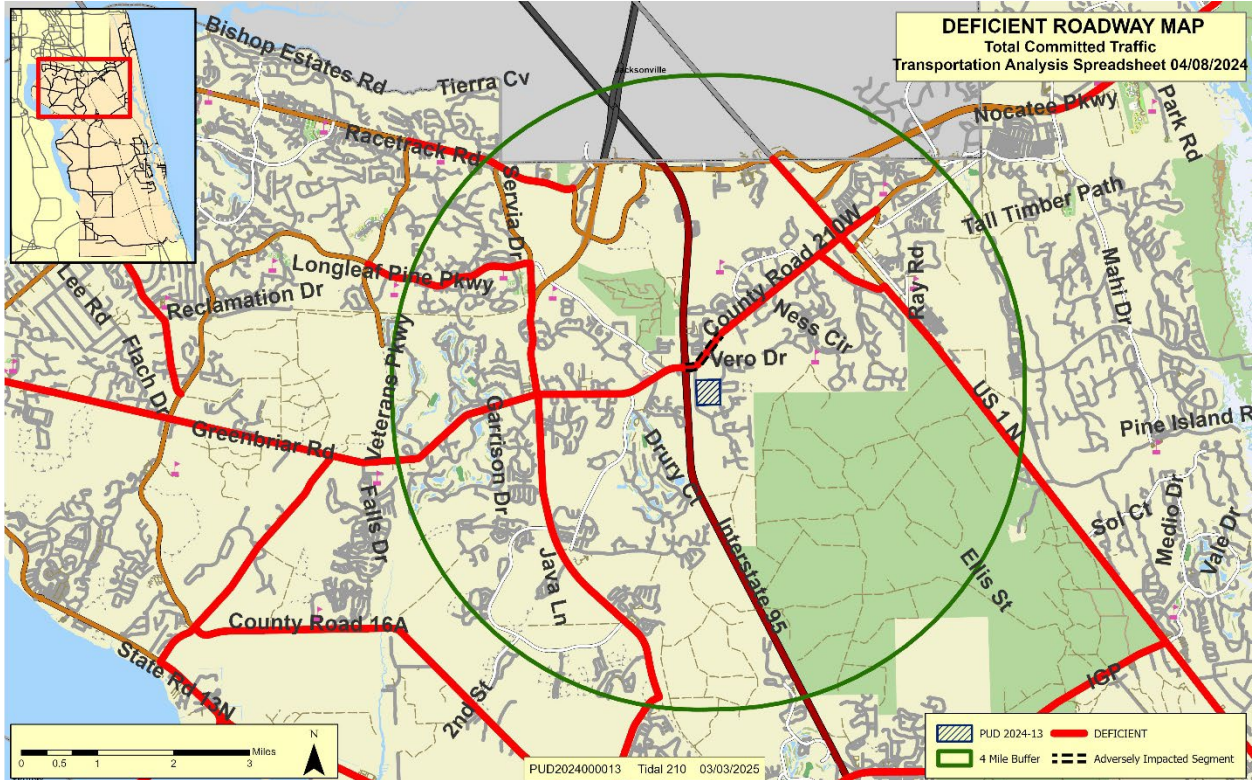 DEFICIENT ROADWAY MAP
Total Committed Traffic
Transportation Analysis Spreadsheet 04/08/2024
Bishop Estates Rd
Tierra Cv
Jacksonville
Nocatee Pkwy
Park Rd
Racetrack Rd
Servia Dr
Tall Timber Path
County Road 210W
Longleaf Pine Pkwy
Lee Rd
Reclamation Dr
Ray Rd
Mahi Dr
Ness Cir
Vero Dr
Flach Dr
Veterans Pkwy
US 1 N
Greenbriar Rd
Garrison Dr
Pine Island R
Drury Ct
Falls Dr
Sol Ct
Medio Dr
Vale Dr
Interstate 95
Ellis St
Java Ln
County Road 16A
State Rd 13N
2nd St
IGP
N
Miles
0 0.5 1 2 3
PUD2024000013 Tidal 210 03/03/2025
PUD 2024-13
DEFICIENT
4 Mile Buffer
Adversely Impacted Segment